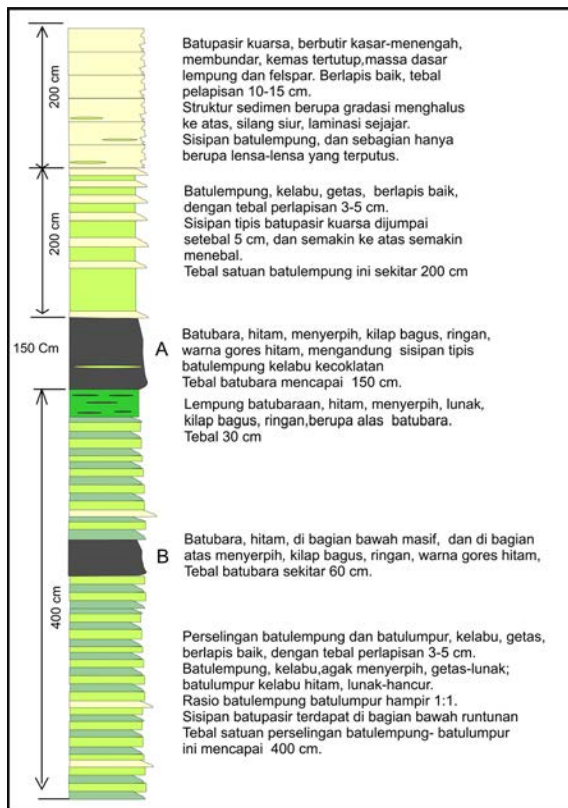 200 cm
Batupasir kuarsa, berbutir kasar-menengah,
membundar, kemas tertutup,massa dasar
lempung dan felspar. Berlapis baik, tebal
pelapisan 10-15 cm.
Struktur sedimen berupa gradasi menghalus
ke atas, silang siur, laminasi sejajar.
Sisipan batulempung, dan sebagian hanya
berupa lensa-lensa yang terputus.
200 cm
Batulempung, kelabu, getas, berlapis baik,
dengan tebal perlapisan 3-5 cm.
Sisipan tipis batupasir kuarsa dijumpai
setebal 5 cm, dan semakin ke atas semakin
menebal.
Tebal satuan batulempung ini sekitar 200 cm
150 Cm
A
Batubara, hitam, menyerpih, kilap bagus, ringan,
warna gores hitam, mengandung sisipan tipis
batulempung kelabu kecoklatan
Tebal batubara mencapai 150 cm.
Lempung batubaraan, hitam, menyerpih, lunak,
kilap bagus, ringan,berupa alas batubara.
Tebal 30 cm
400 cm
B
Batubara, hitam, di bagian bawah masif, dan di bagian
atas menyerpih, kilap bagus, ringan, warna gores hitam,
Tebal batubara sekitar 60 cm.
Perselingan batulempung dan batulumpur, kelabu, getas,
berlapis baik, dengan tebal perlapisan 3-5 cm.
Batulempung, kelabu,agak menyerpih, getas-lunak;
batulumpur kelabu hitam, lunak-hancur.
Rasio batulempung batulumpur hampir 1:1.
Sisipan batupasir terdapat di bagian bawah runtunan
Tebal satuan perselingan batulempung- batulumpur
ini mencapai 400 cm.